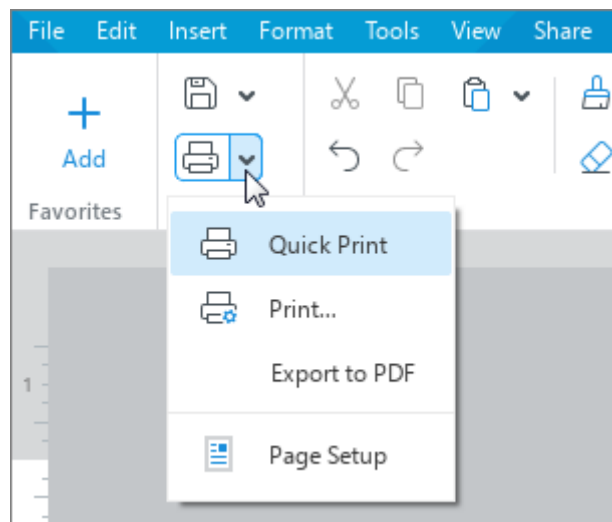 File Edit Insert Format Tools View Share
Add
Favorites
Quick Print
Print...
Export to PDF
1
Page Setup